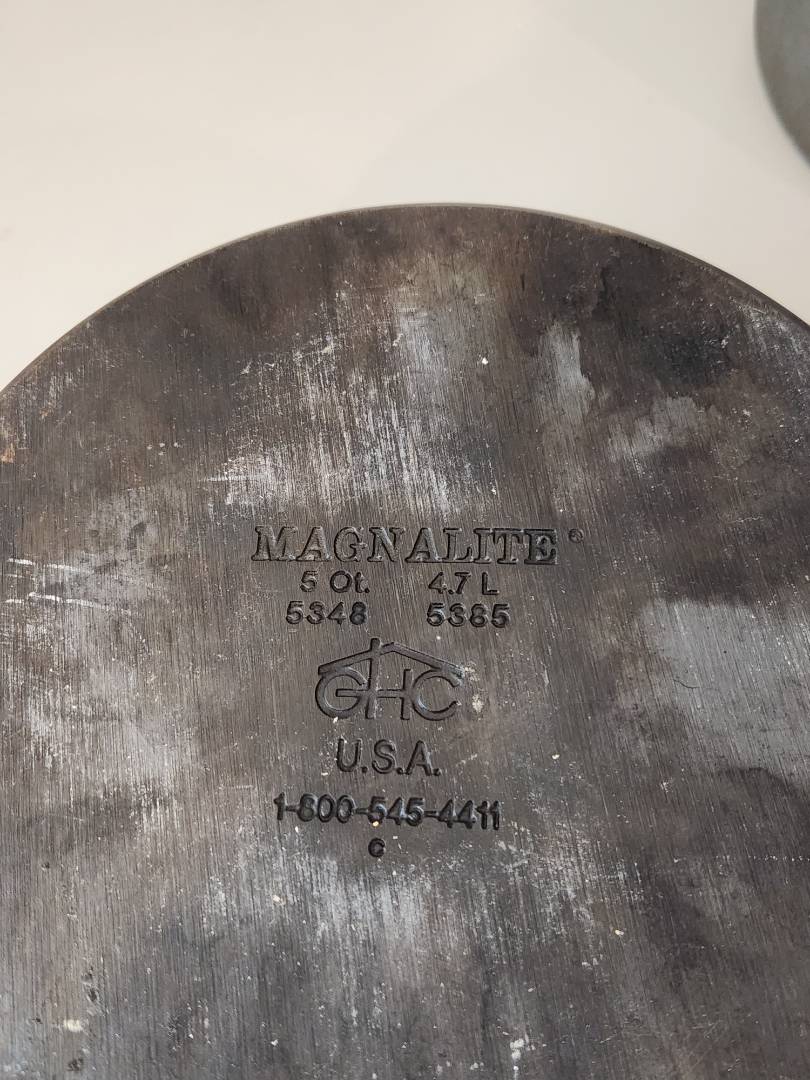 MAGNALITE®
5 Qt. 4.7 L
5348 5385
GHC
U.S.A.
1-800-545-4411
C